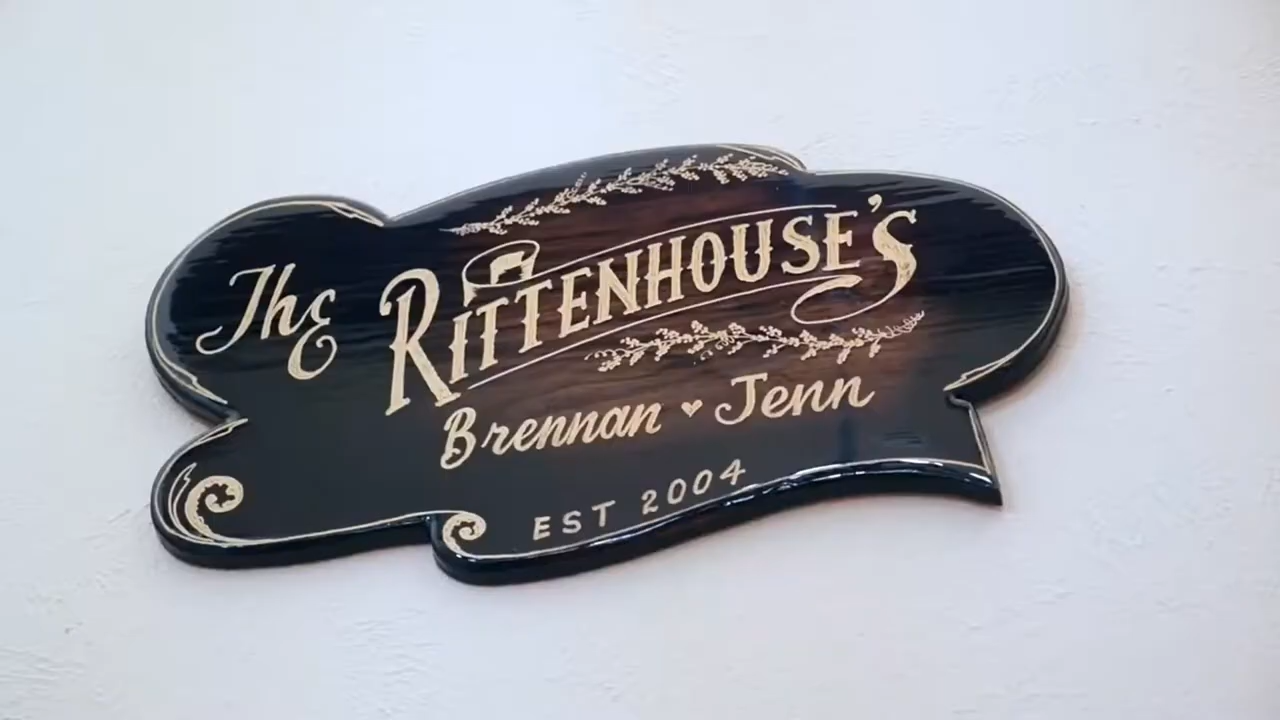 The RITTENHOUSE'S
Brennan ♥ Jenn
EST 2004